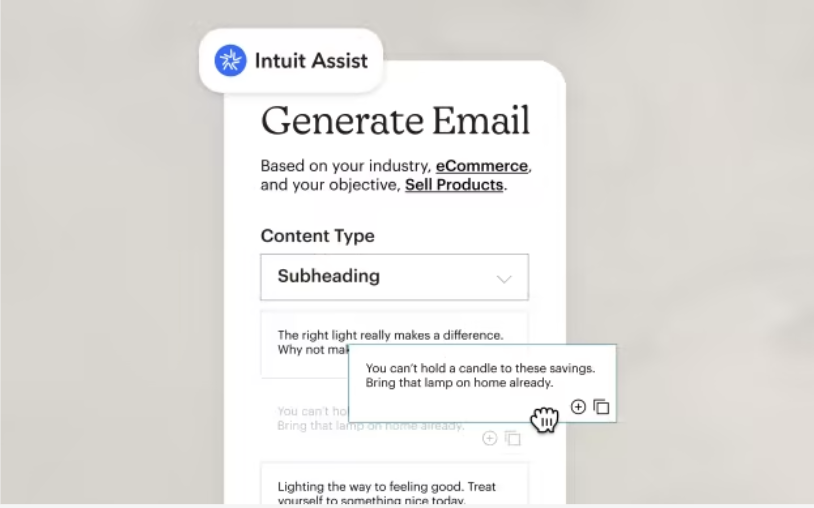 Intuit Assist
Generate Email
Based on your industry, eCommerce,
and your objective, Sell Products.
Content Type
Subheading
The right light really makes a difference.
Why not
You can't hold a candle to these savings.
Bring that lamp on home already.
You can't
Bring that lamp on home already.
Lighting the way to feeling good. Treat
yourself to something nice today.